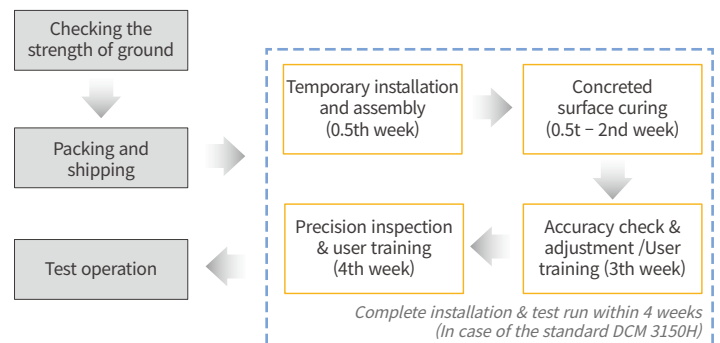 Checking the
strength of ground
Packing and
shipping
Temporary installation
and assembly
(0.5th week)
Concreted
surface curing
(0.5t – 2nd week)
Accuracy check &
adjustment /User
training (3th week)
Precision inspection
& user training
(4th week)
Test operation
Complete installation & test run within 4 weeks
(In case of the standard DCM 3150H)